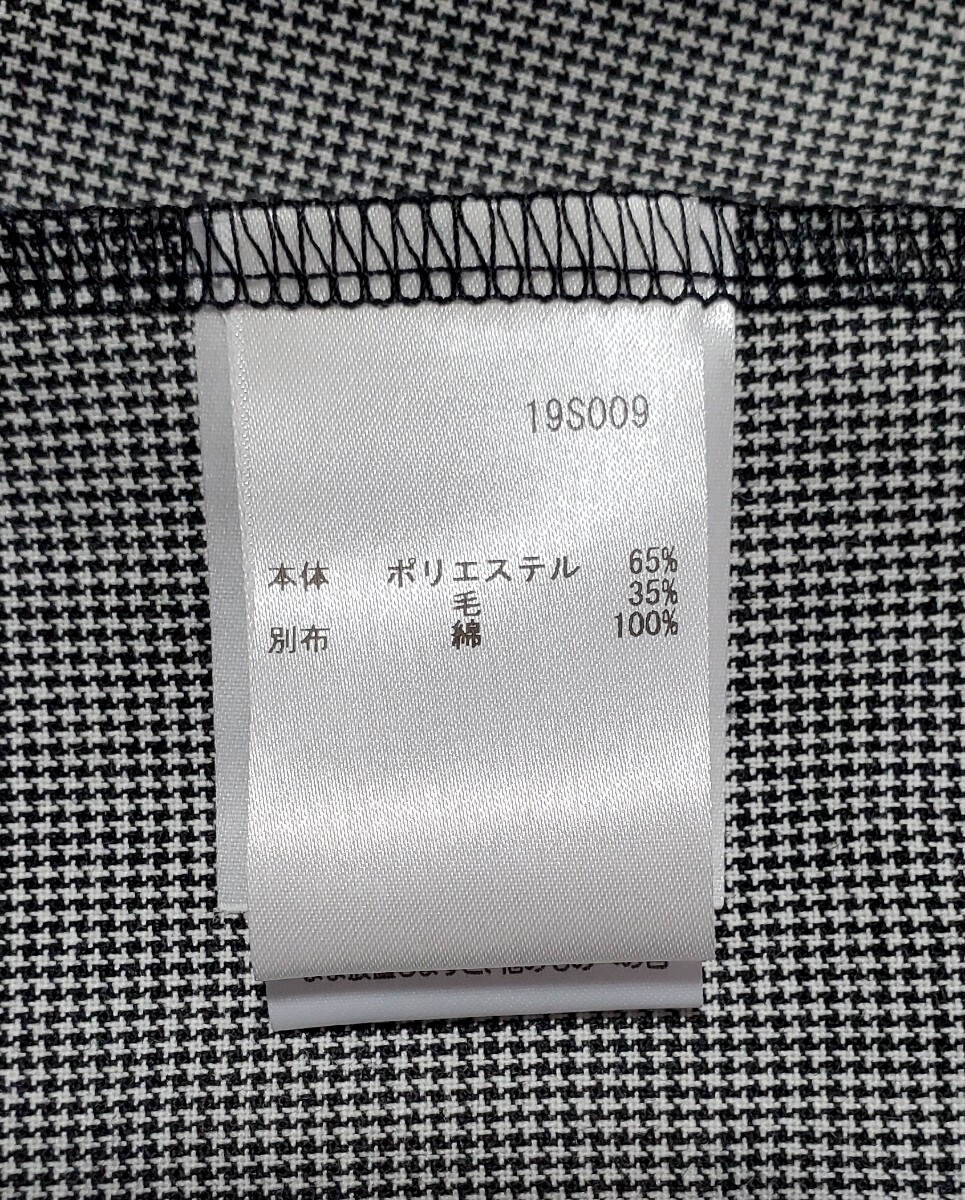 19S009
本体 ポリエステル 65%
毛 35%
別布 綿 100%